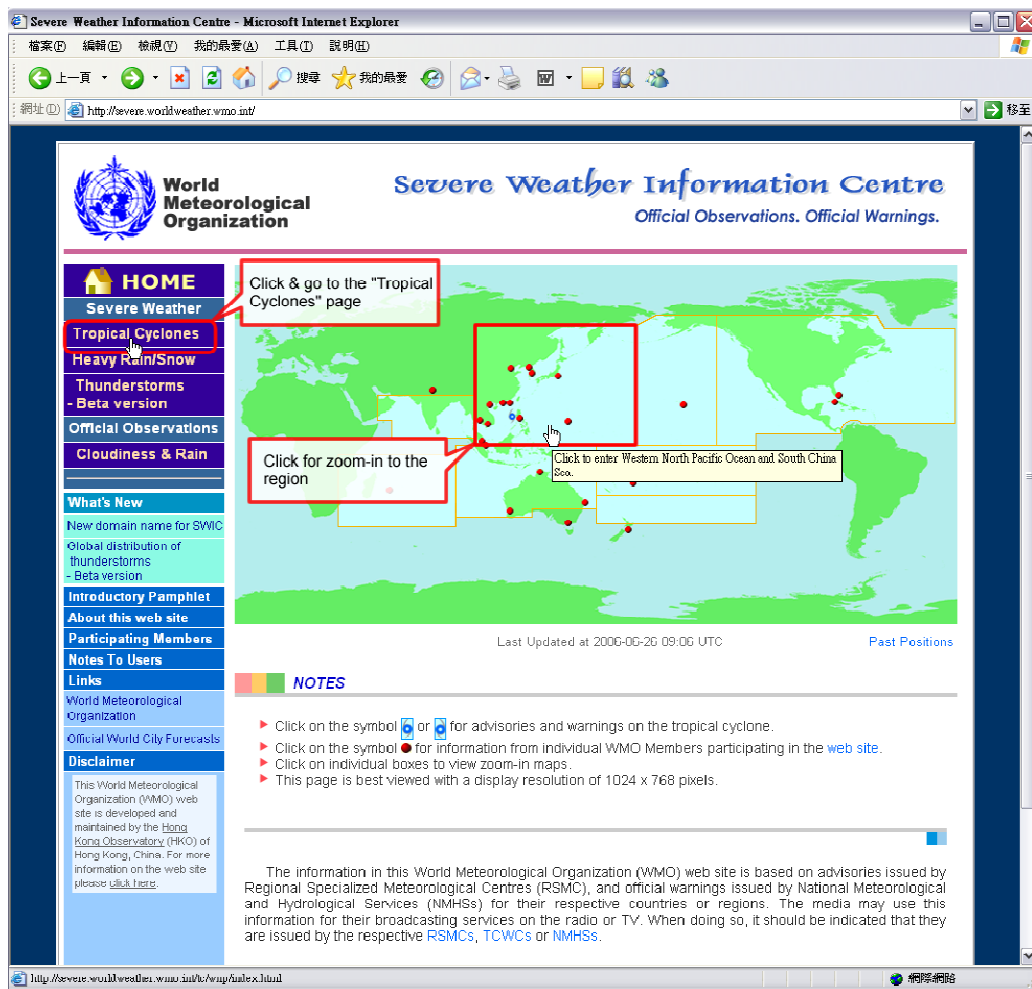 Severe Weather Information Centre - Microsoft Internet Explorer
檔案(F) 編輯(E) 檢視(V) 我的最愛(A) 工具(T) 說明(H)
上一頁 搜尋 我的最愛
網址(D) http://severe.worldweather.wmo.int/ 移至
World
Meteorological
Organization
Severe Weather Information Centre
Official Observations. Official Warnings.
HOME
Severe Weather
Tropical Cyclones
Heavy Rain/Snow
Thunderstorms
- Beta version
Official Observations
Cloudiness & Rain
What's New
New domain name for SWIC
Global distribution of
thunderstorms
- Beta version
Introductory Pamphlet
About this web site
Participating Members
Notes To Users
Links
World Meteorological
Organization
Official World City Forecasts
Disclaimer
This World Meteorological
Organization (WMO) web
site is developed and
maintained by the Hong
Kong Observatory (HKO) of
Hong Kong, China. For more
information on the web site
please click here.
Click & go to the "Tropical
Cyclones" page
Click for zoom-in to the
region
Click to enter Western North Pacific Ocean and South China
Sea.
Last Updated at 2006-06-26 09:06 UTC
Past Positions
NOTES
Click on the symbol or for advisories and warnings on the tropical cyclone.
Click on the symbol for information from individual WMO Members participating in the web site.
Click on individual boxes to view zoom-in maps.
This page is best viewed with a display resolution of 1024 x 768 pixels.
The information in this World Meteorological Organization (WMO) web site is based on advisories issued by
Regional Specialized Meteorological Centres (RSMC), and official warnings issued by National Meteorological
and Hydrological Services (NMHSs) for their respective countries or regions. The media may use this
information for their broadcasting services on the radio or TV. When doing so, it should be indicated that they
are issued by the respective RSMCs, TCWCs or NMHSs.
http://severe.worldweather.wmo.int/tc/wnp/index.html
網際網路